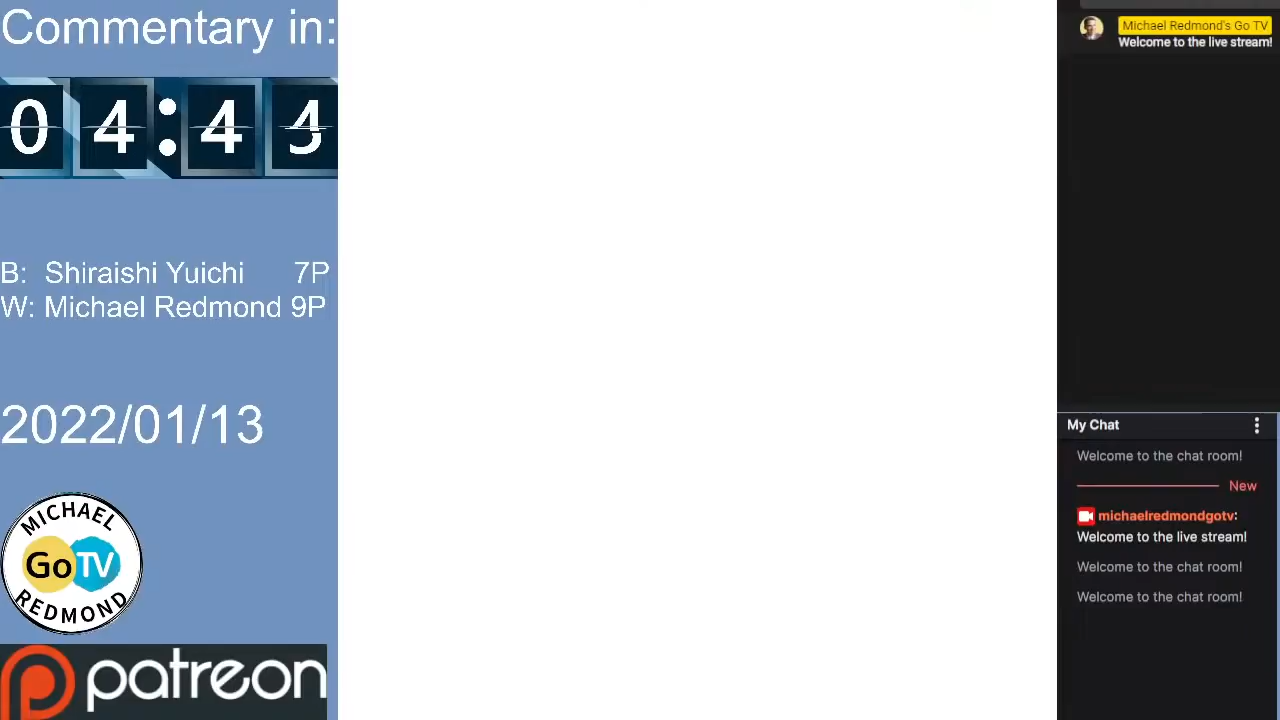 Commentary in:
04:4
B: Shiraishi Yuichi 7P
W: Michael Redmond 9P
2022/01/13
MICHAEL
Go TV
REDMOND
patreon
Michael Redmond's Go TV
Welcome to the live stream!
My Chat
Welcome to the chat room!
New
michaelredmondgotv:
Welcome to the live stream!
Welcome to the chat room!
Welcome to the chat room!